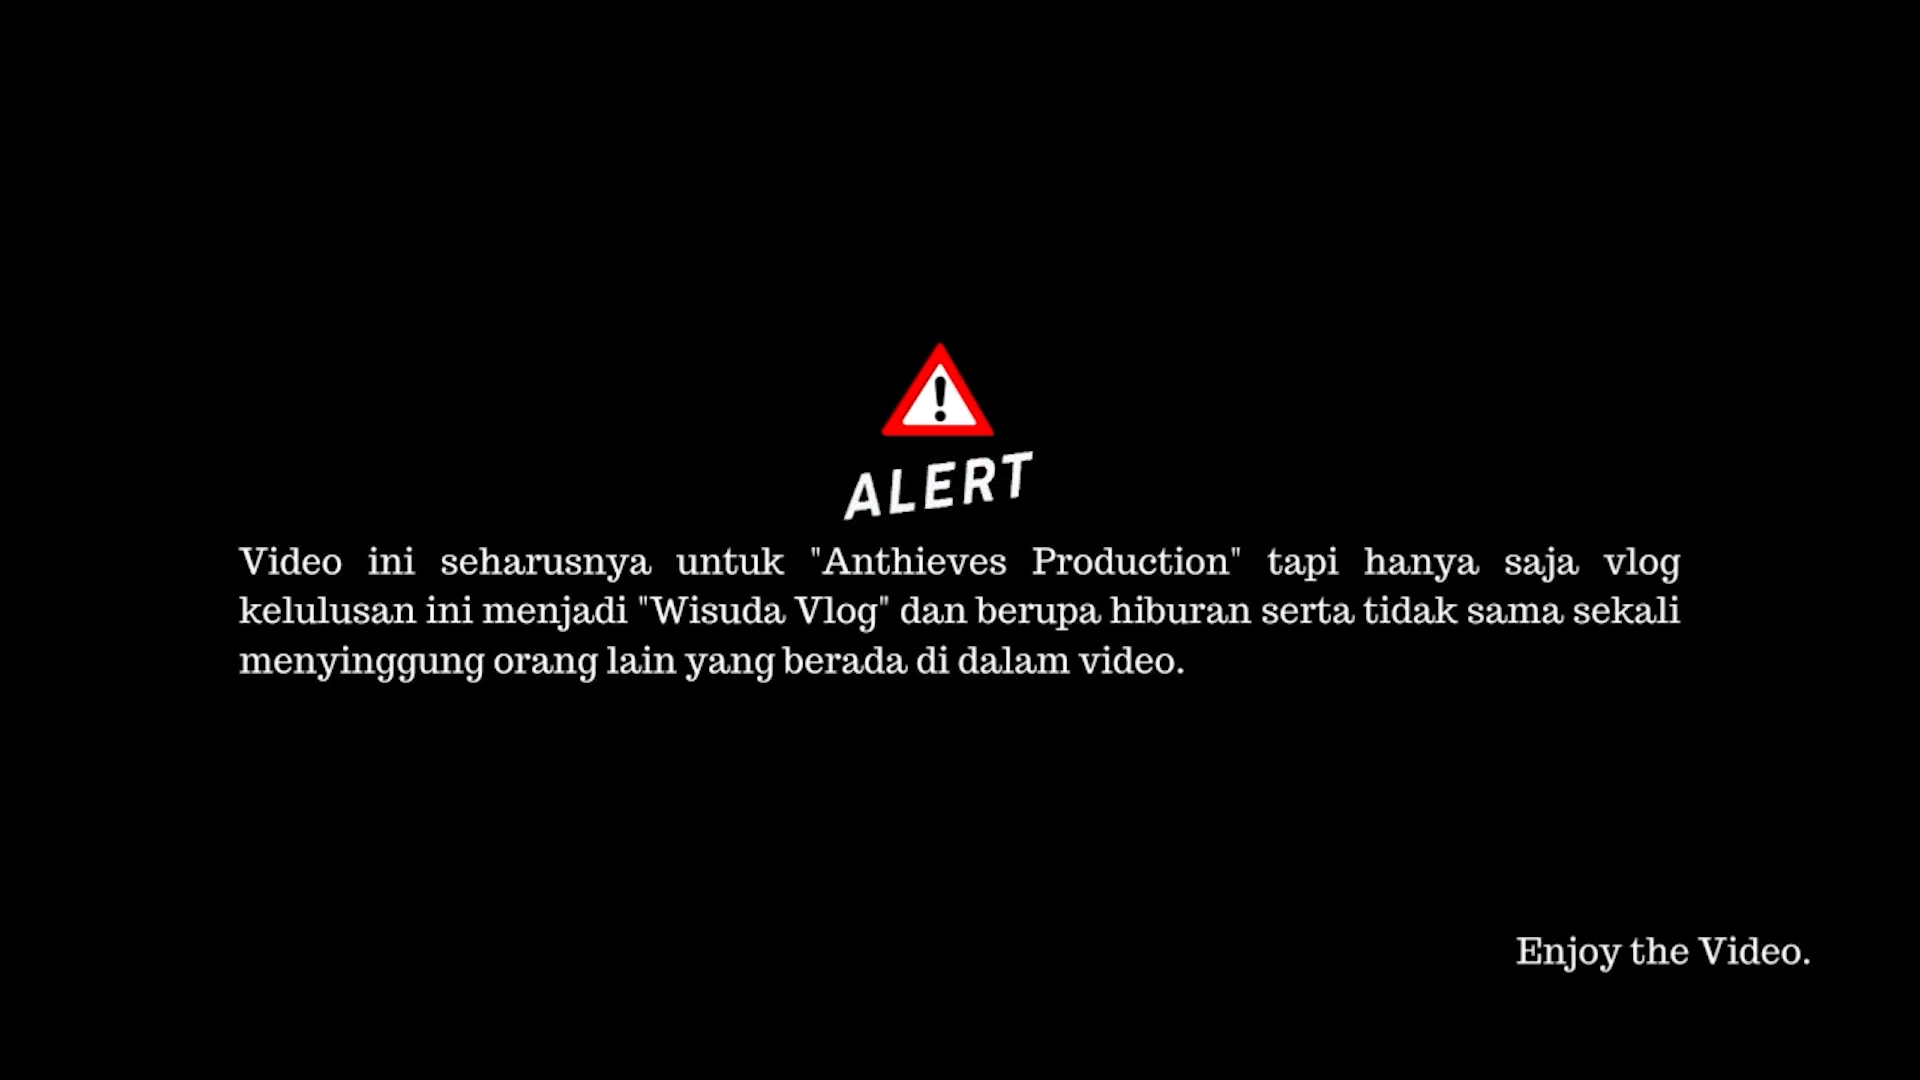 ALERT
Video ini seharusnya untuk "Anthieves Production" tapi hanya saja vlog
kelulusan ini menjadi "Wisuda Vlog" dan berupa hiburan serta tidak sama sekali
menyinggung orang lain yang berada di dalam video.
Enjoy the Video.